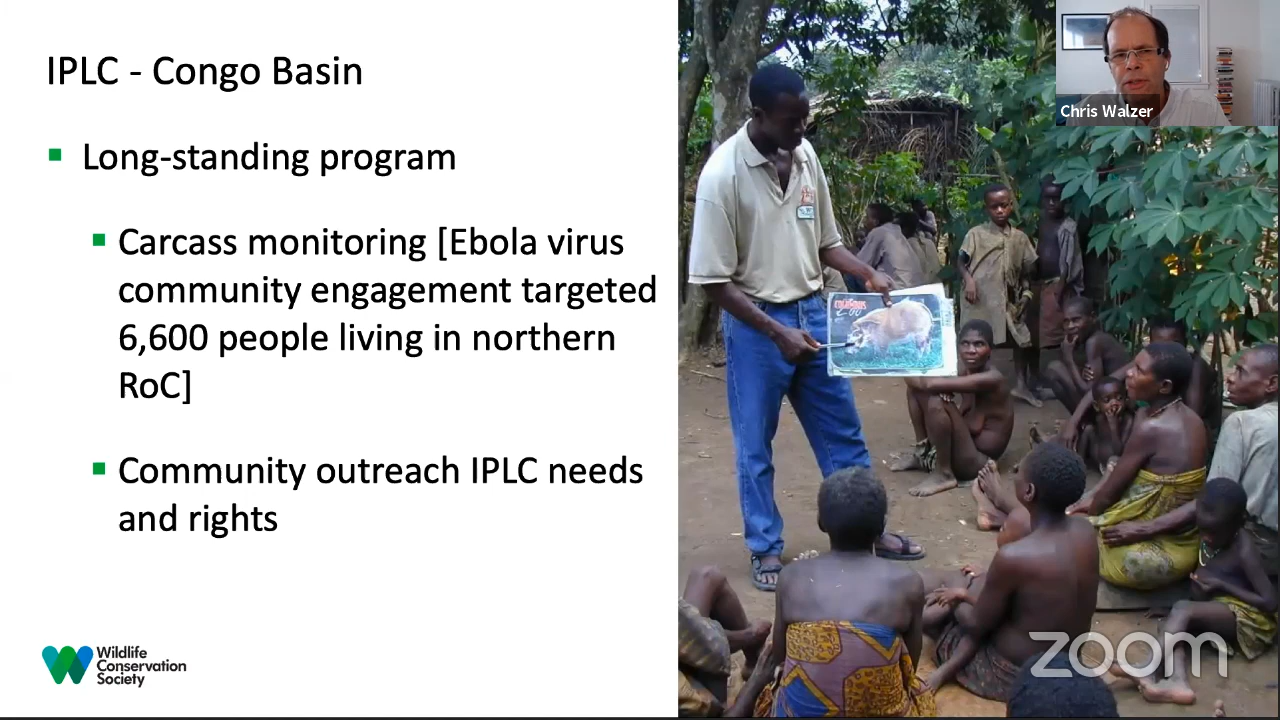 IPLC - Congo Basin
Long-standing program
Carcass monitoring [Ebola virus
community engagement targeted
6,600 people living in northern
RoC]
Community outreach IPLC needs
and rights
Wildlife
Conservation
Society
Chris Walzer
zoom